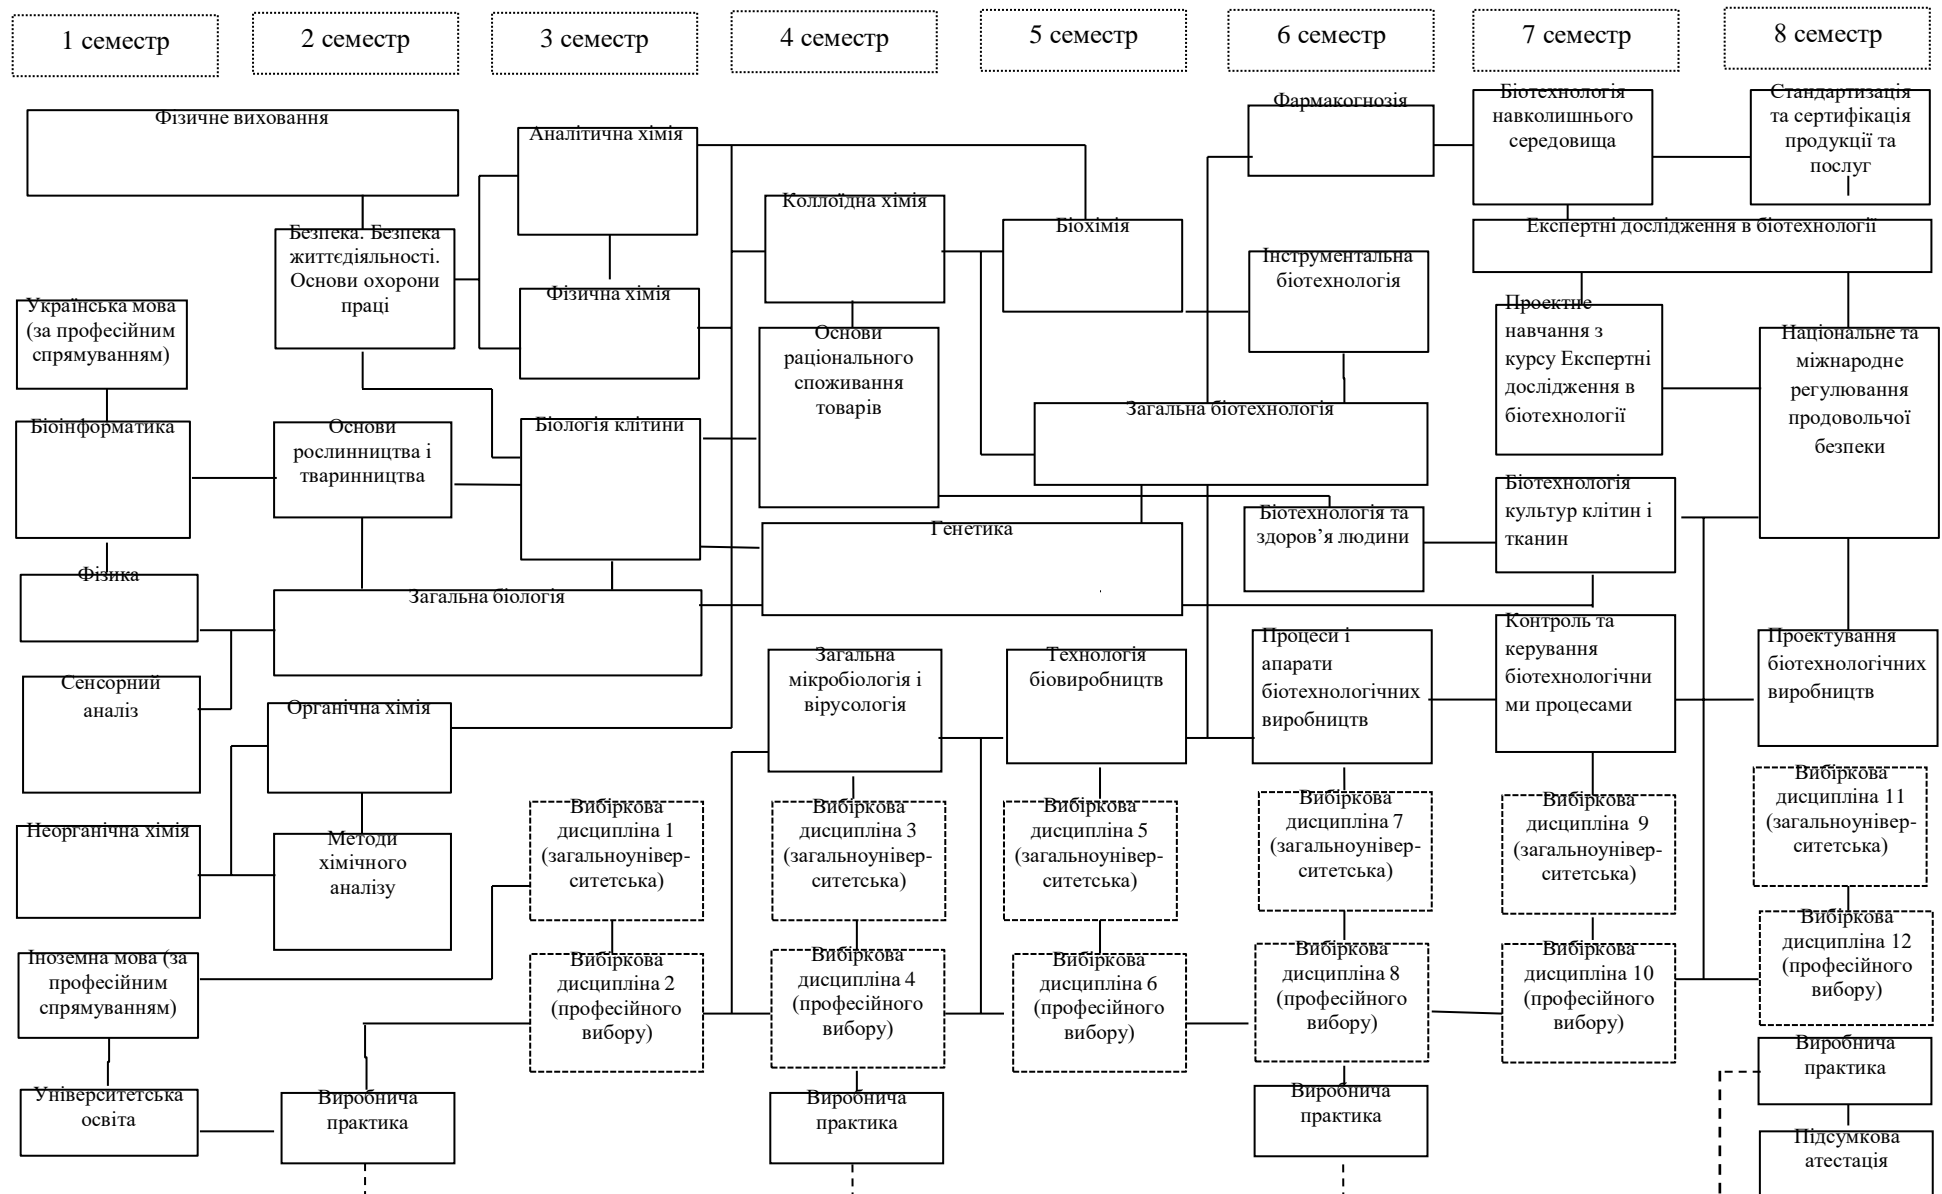 1 семестр
2 семестр
3 семестр
4 семестр
5 семестр
6 семестр
7 семестр
8 семестр
Фізичне виховання
Українська мова
(за професійним
спрямуванням)
Біоінформатика
Фізика
Сенсорний
аналіз
Неорганічна хімія
Іноземна мова (за
професійним
спрямуванням)
Університетська
освіта
Безпека. Безпека
життєдіяльності.
Основи охорони
праці
Основи
рослинництва і
тваринництва
Загальна біологія
Органічна хімія
Методи
хімічного
аналізу
Виробнича
практика
Аналітична хімія
Фізична хімія
Біологія клітини
Вибіркова
дисципліна 1
(загальноунівер-
ситетська)
Вибіркова
дисципліна 2
(професійного
вибору)
Коллоїдна хімія
Основи
раціонального
споживання
товарів
Генетика
Загальна
мікробіологія і
вірусологія
Вибіркова
дисципліна 3
(загальноунівер-
ситетська)
Вибіркова
дисципліна 4
(професійного
вибору)
Виробнича
практика
Біохімія
Загальна біотехнологія
Технологія
біовиробництв
Вибіркова
дисципліна 5
(загальноунівер-
ситетська)
Вибіркова
дисципліна 6
(професійного
вибору)
Фармакогнозія
Інструментальна
біотехнологія
Біотехнологія та
здоров’я людини
Процеси і
апарати
біотехнологічних
виробництв
Вибіркова
дисципліна 7
(загальноунівер-
ситетська)
Вибіркова
дисципліна 8
(професійного
вибору)
Виробнича
практика
Біотехнологія
навколишнього
середовища
Експертні дослідження в біотехнології
Проектне
навчання з
курсу Експертні
дослідження в
біотехнології
Біотехнологія
культур клітин і
тканин
Контроль та
керування
біотехнологічни
ми процесами
Вибіркова
дисципліна 9
(загальноунівер-
ситетська)
Вибіркова
дисципліна 10
(професійного
вибору)
Стандартизація
та сертифікація
продукції та
послуг
Національне та
міжнародне
регулювання
продовольчої
безпеки
Проектування
біотехнологічних
виробництв
Вибіркова
дисципліна 11
(загальноунівер-
ситетська)
Вибіркова
дисципліна 12
(професійного
вибору)
Виробнича
практика
Підсумкова
атестація